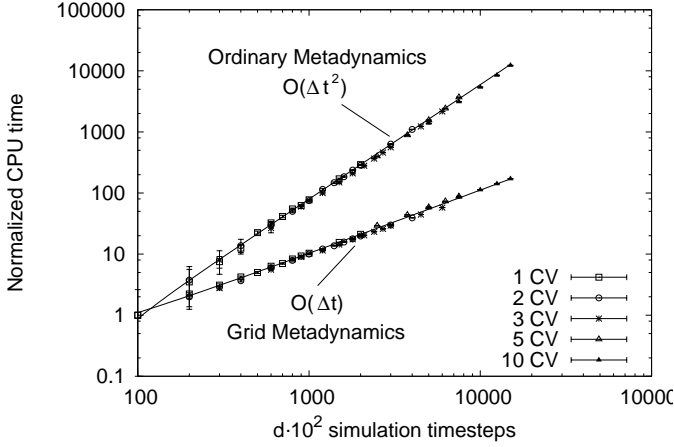 100000
10000
1000
100
10
1
0.1
Normalized CPU time
Ordinary Metadynamics
O(Δt²)
O(Δt)
Grid Metadynamics
1 CV
2 CV
3 CV
5 CV
10 CV
100
1000
10000
10000
d·10² simulation timesteps